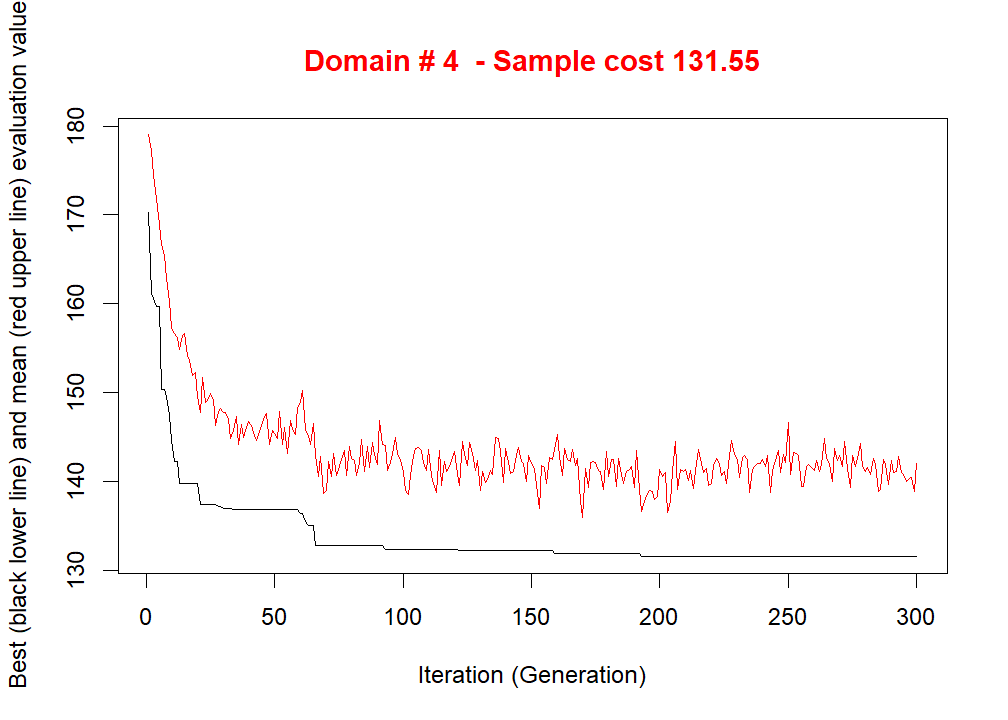 Domain # 4  - Sample cost 131.55
Best (black lower line) and mean (red upper line) evaluation value
180
170
160
150
140
130
0 50 100 150 200 250 300
Iteration (Generation)